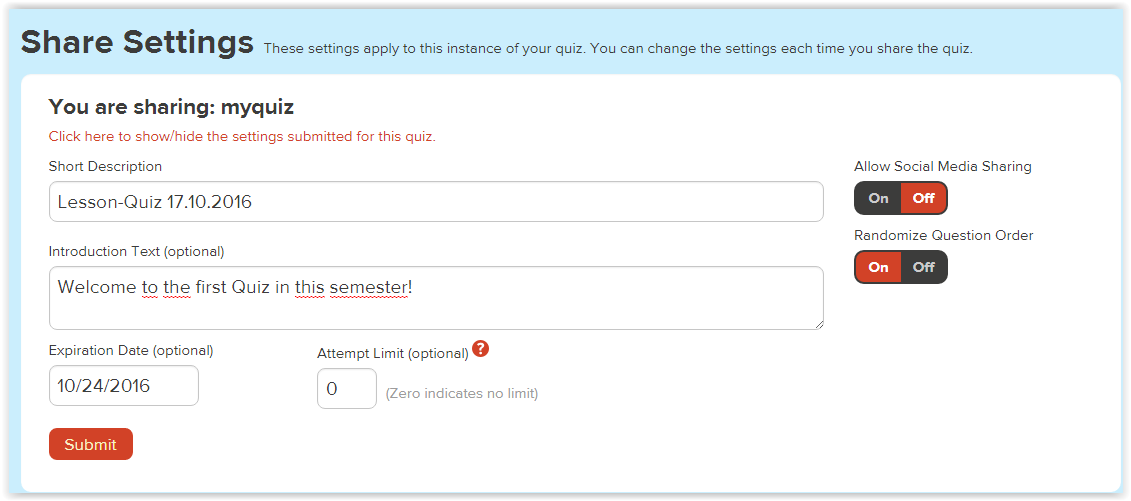 Share Settings These settings apply to this instance of your quiz. You can change the settings each time you share the quiz.
You are sharing: myquiz
Click here to show/hide the settings submitted for this quiz.
Short Description
Lesson-Quiz 17.10.2016
Allow Social Media Sharing
On Off
Introduction Text (optional)
Welcome to the first Quiz in this semester!
Randomize Question Order
On Off
Expiration Date (optional)
10/24/2016
Attempt Limit (optional) ?
0 (Zero indicates no limit)
Submit